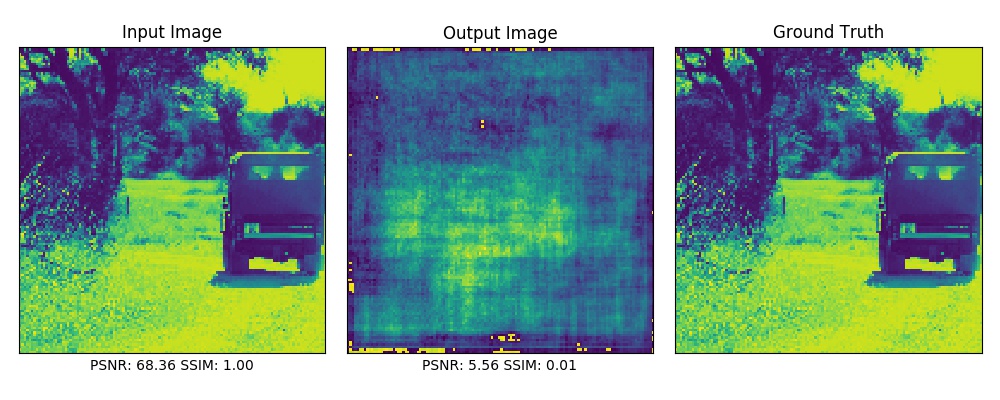 Input Image
Output Image
Ground Truth
PSNR: 68.36 SSIM: 1.00
PSNR: 5.56 SSIM: 0.01